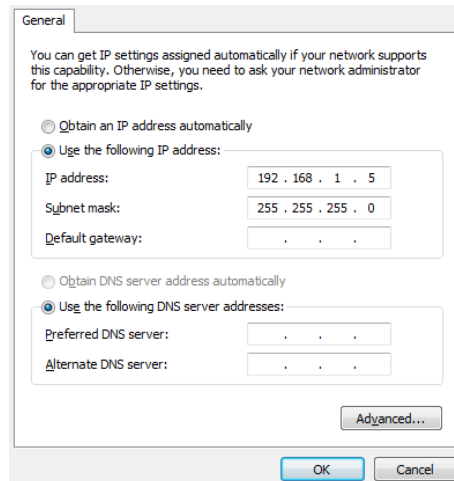 General
You can get IP settings assigned automatically if your network supports
this capability. Otherwise, you need to ask your network administrator
for the appropriate IP settings.
Obtain an IP address automatically
Use the following IP address:
IP address: 192 . 168 . 1 . 5
Subnet mask: 255 . 255 . 255 . 0
Default gateway: . . .
Obtain DNS server address automatically
Use the following DNS server addresses:
Preferred DNS server: . . .
Alternate DNS server: . . .
Advanced...
OK Cancel